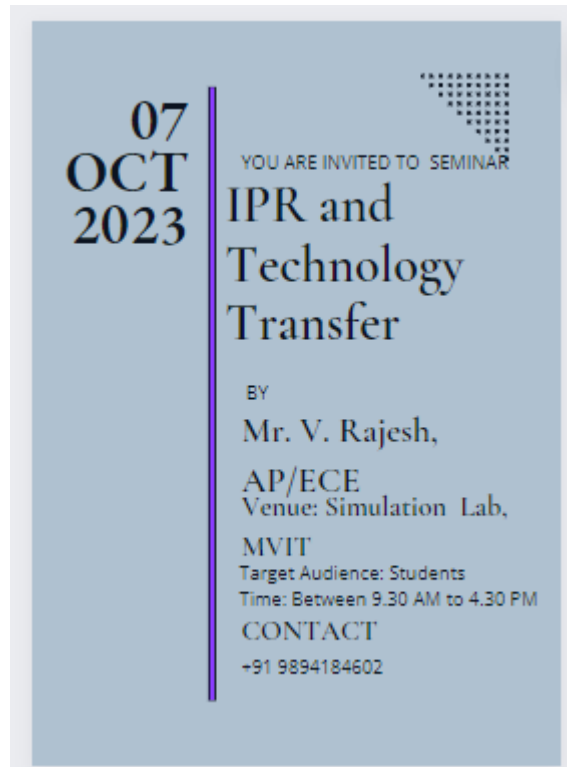 07
OCT
2023
YOU ARE INVITED TO SEMINAR
IPR and
Technology
Transfer
BY
Mr. V. Rajesh,
AP/ECE
Venue: Simulation Lab,
MVIT
Target Audience: Students
Time: Between 9.30 AM to 4.30 PM
CONTACT
+91 9894184602